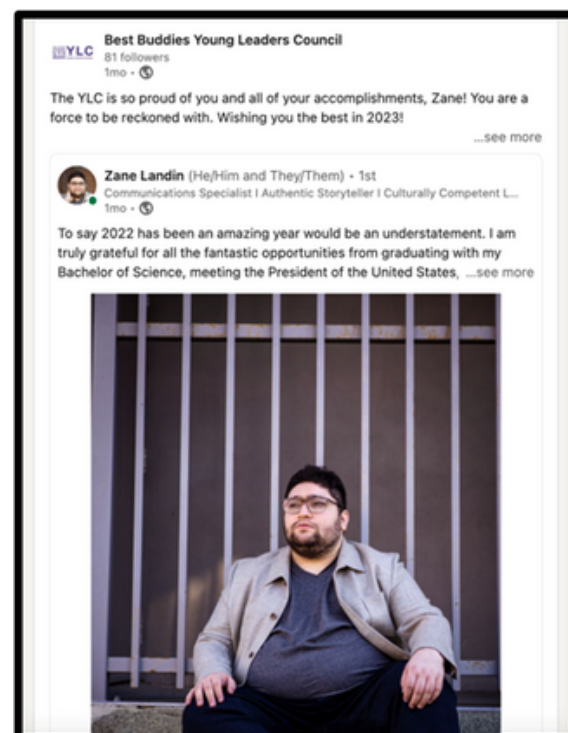 YLC
Best Buddies Young Leaders Council
81 followers
1mo •
The YLC is so proud of you and all of your accomplishments, Zane! You are a
force to be reckoned with. Wishing you the best in 2023!
...see more
Zane Landin (He/Him and They/Them) • 1st
Communications Specialist I Authentic Storyteller I Culturally Competent L...
1mo •
To say 2022 has been an amazing year would be an understatement. I am
truly grateful for all the fantastic opportunities from graduating with my
Bachelor of Science, meeting the President of the United States, ...see more